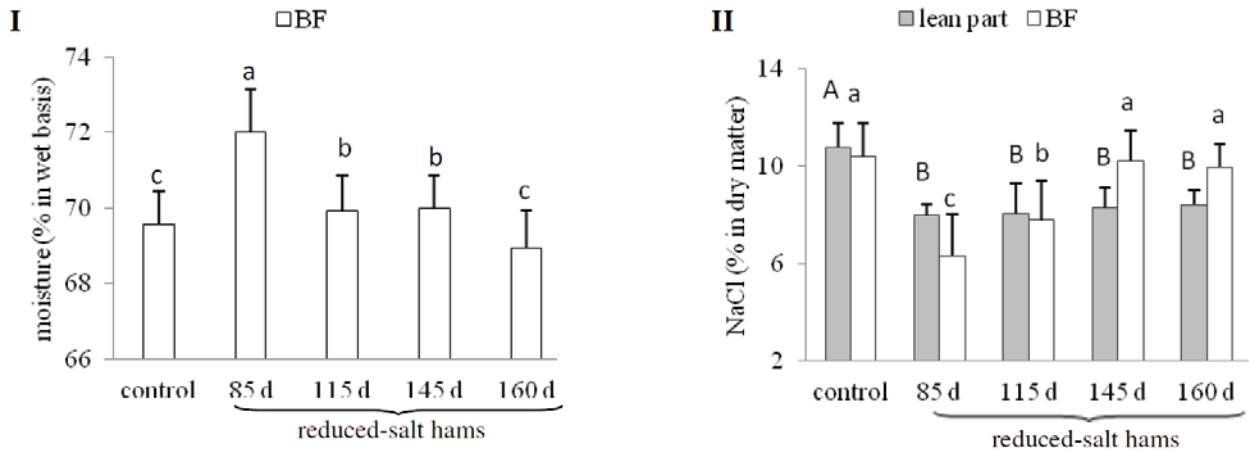 I
BF
moisture (% in wet basis)
74
72
70
68
66
c
a
b
b
c
control
85 d
115 d
145 d
160 d
reduced-salt hams
II
lean part
BF
NaCl (% in dry matter)
14
10
6
2
A
a
B
c
B
b
B
a
B
a
control
85 d
115 d
145 d
160 d
reduced-salt hams